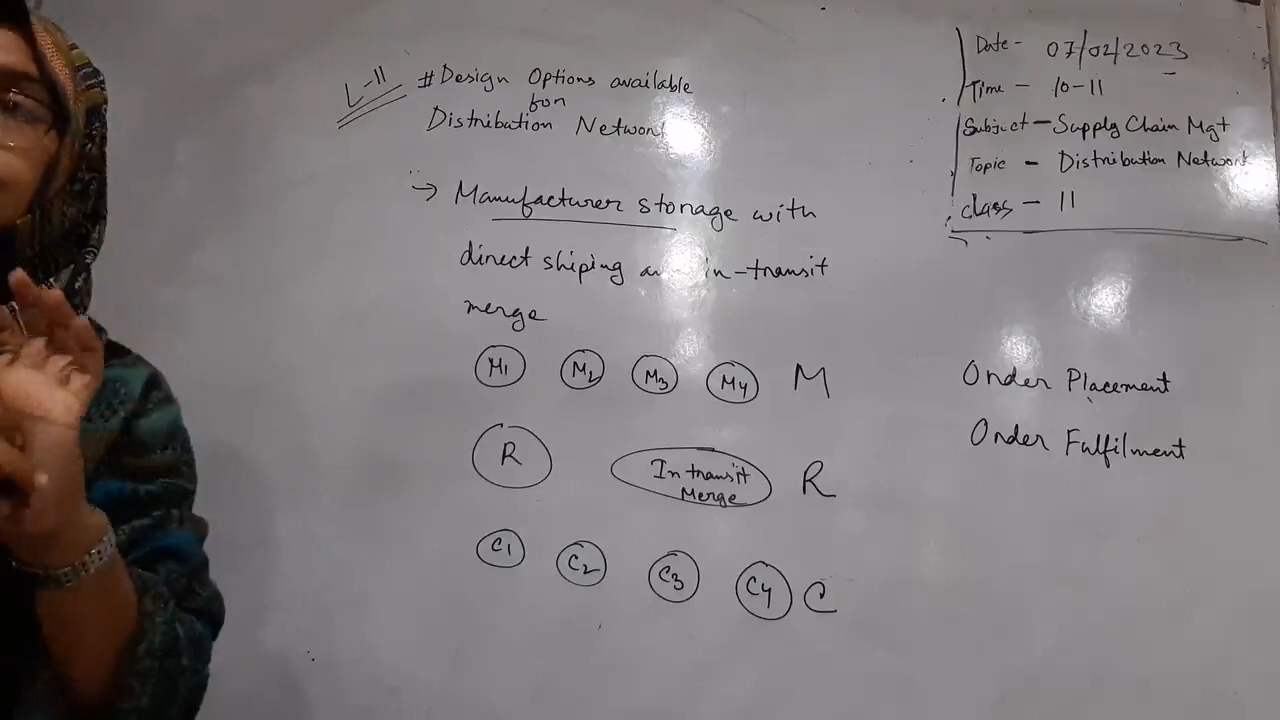 L-11
# Design Options available
for
Distribution Network
→ Manufacturer storage with
direct shiping in-transit
merge
M1 M2 M3 M4 M
R In transit Merge R
C1 C2 C3 C4 C
Date - 07/02/2023
Time - 10-11
Subject - Supply Chain Mgt
Topic - Distribution Network
class - 11
Order Placement
Order Fulfilment